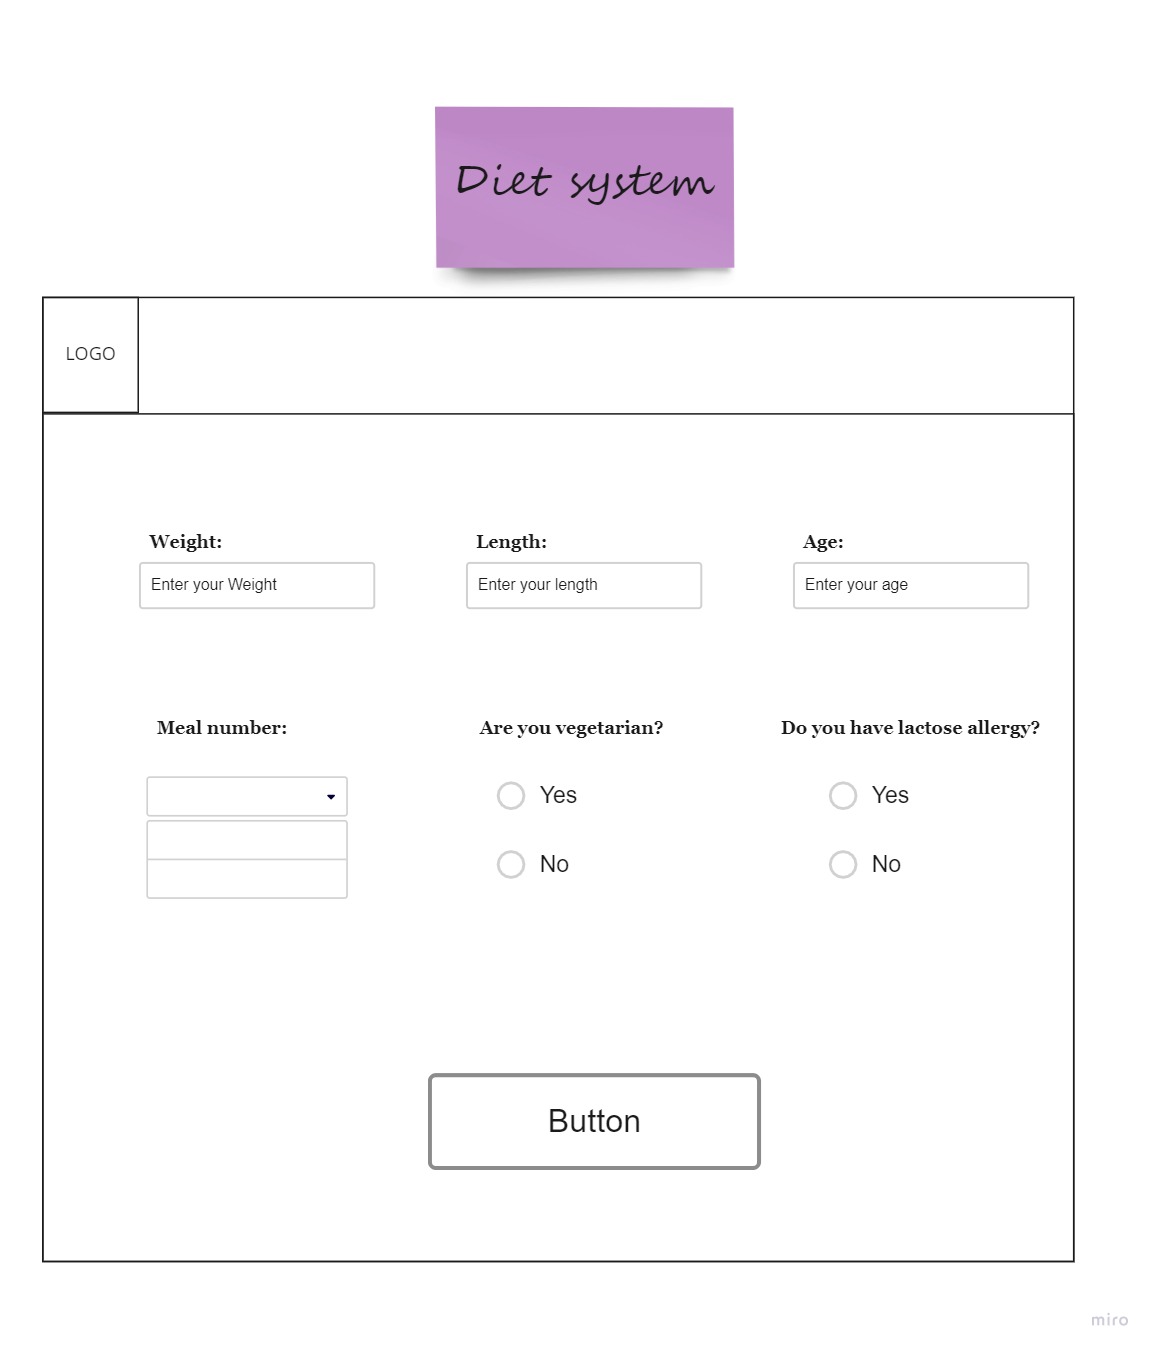 Diet system
LOGO
Weight:
Length:
Age:
Enter your Weight
Enter your length
Enter your age
Meal number:
Are you vegetarian?
Do you have lactose allergy?
Yes
Yes
No
No
Button
miro